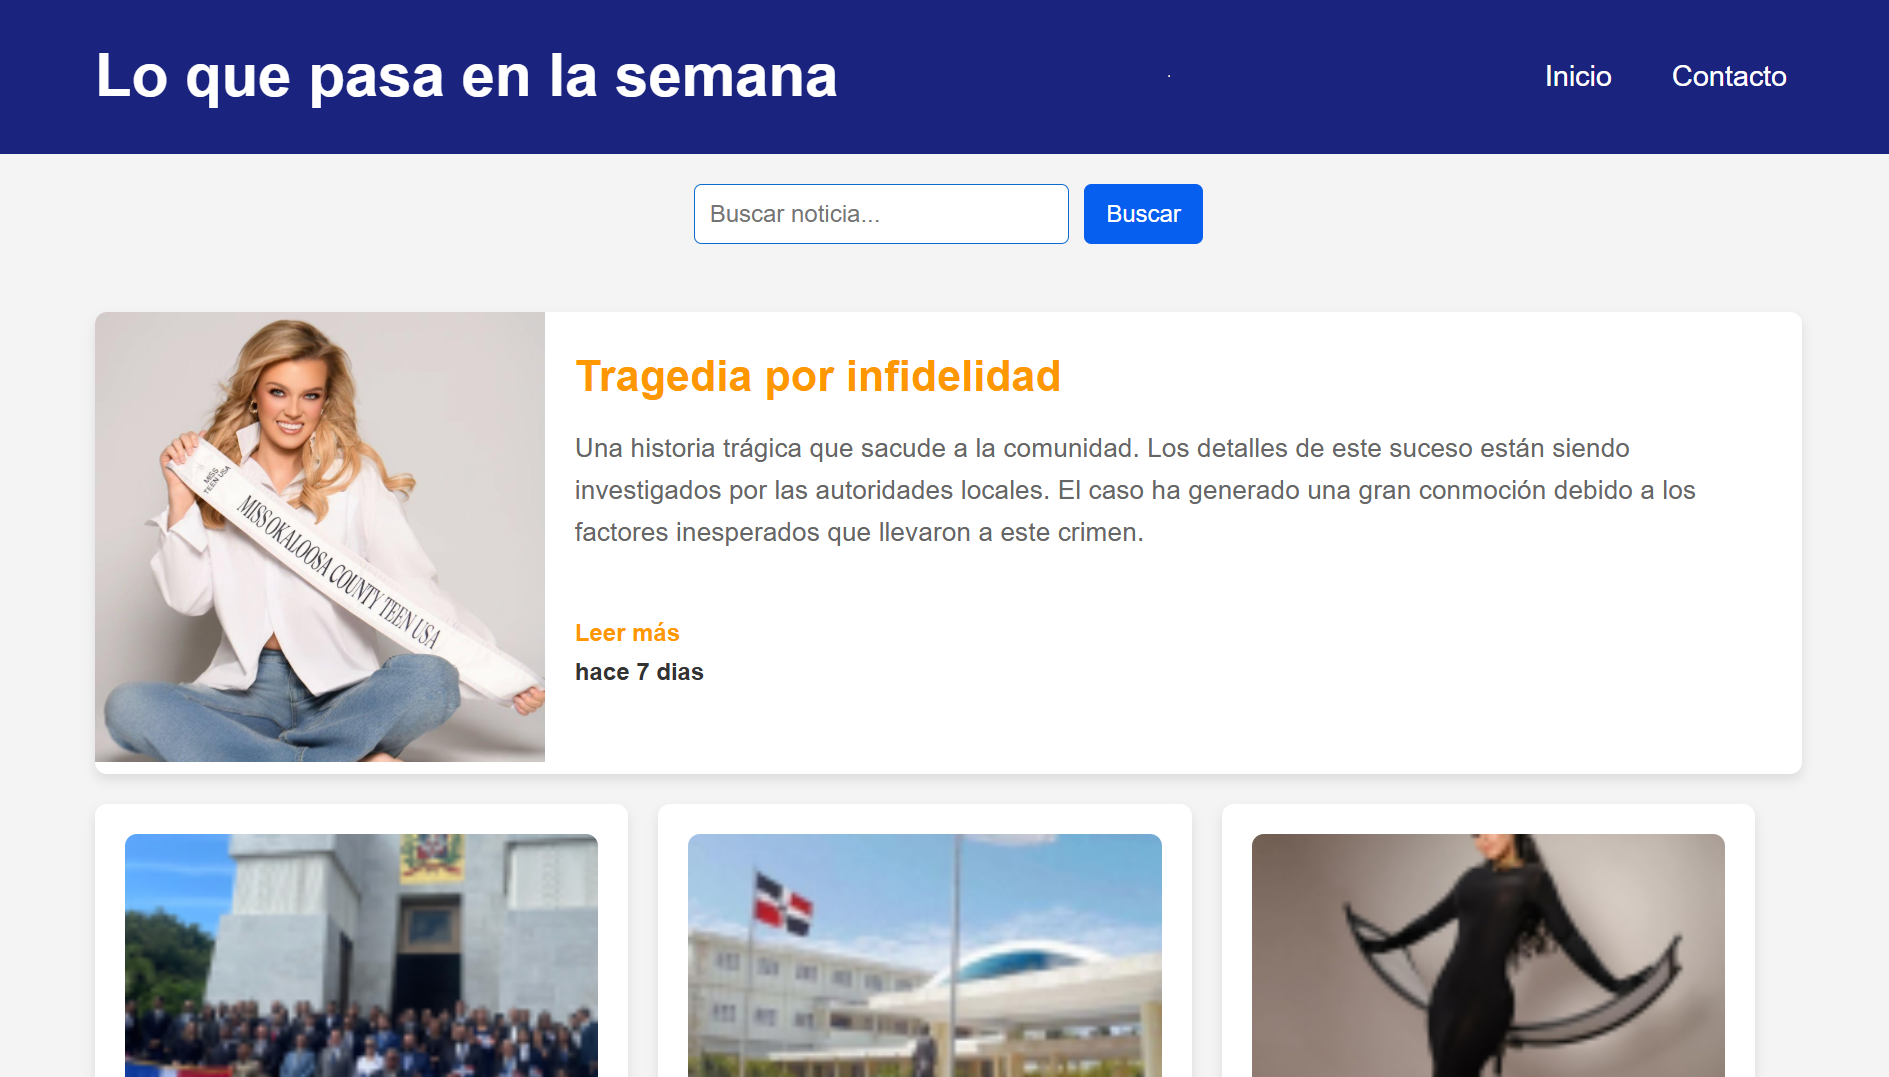 Lo que pasa en la semana
Inicio
Contacto
Buscar noticia...
Buscar
MISS
TEEN USA
MISS OKALOOSA COUNTY TEEN USA
Tragedia por infidelidad
Una historia trágica que sacude a la comunidad. Los detalles de este suceso están siendo
investigados por las autoridades locales. El caso ha generado una gran conmoción debido a los
factores inesperados que llevaron a este crimen.
Leer más
hace 7 dias